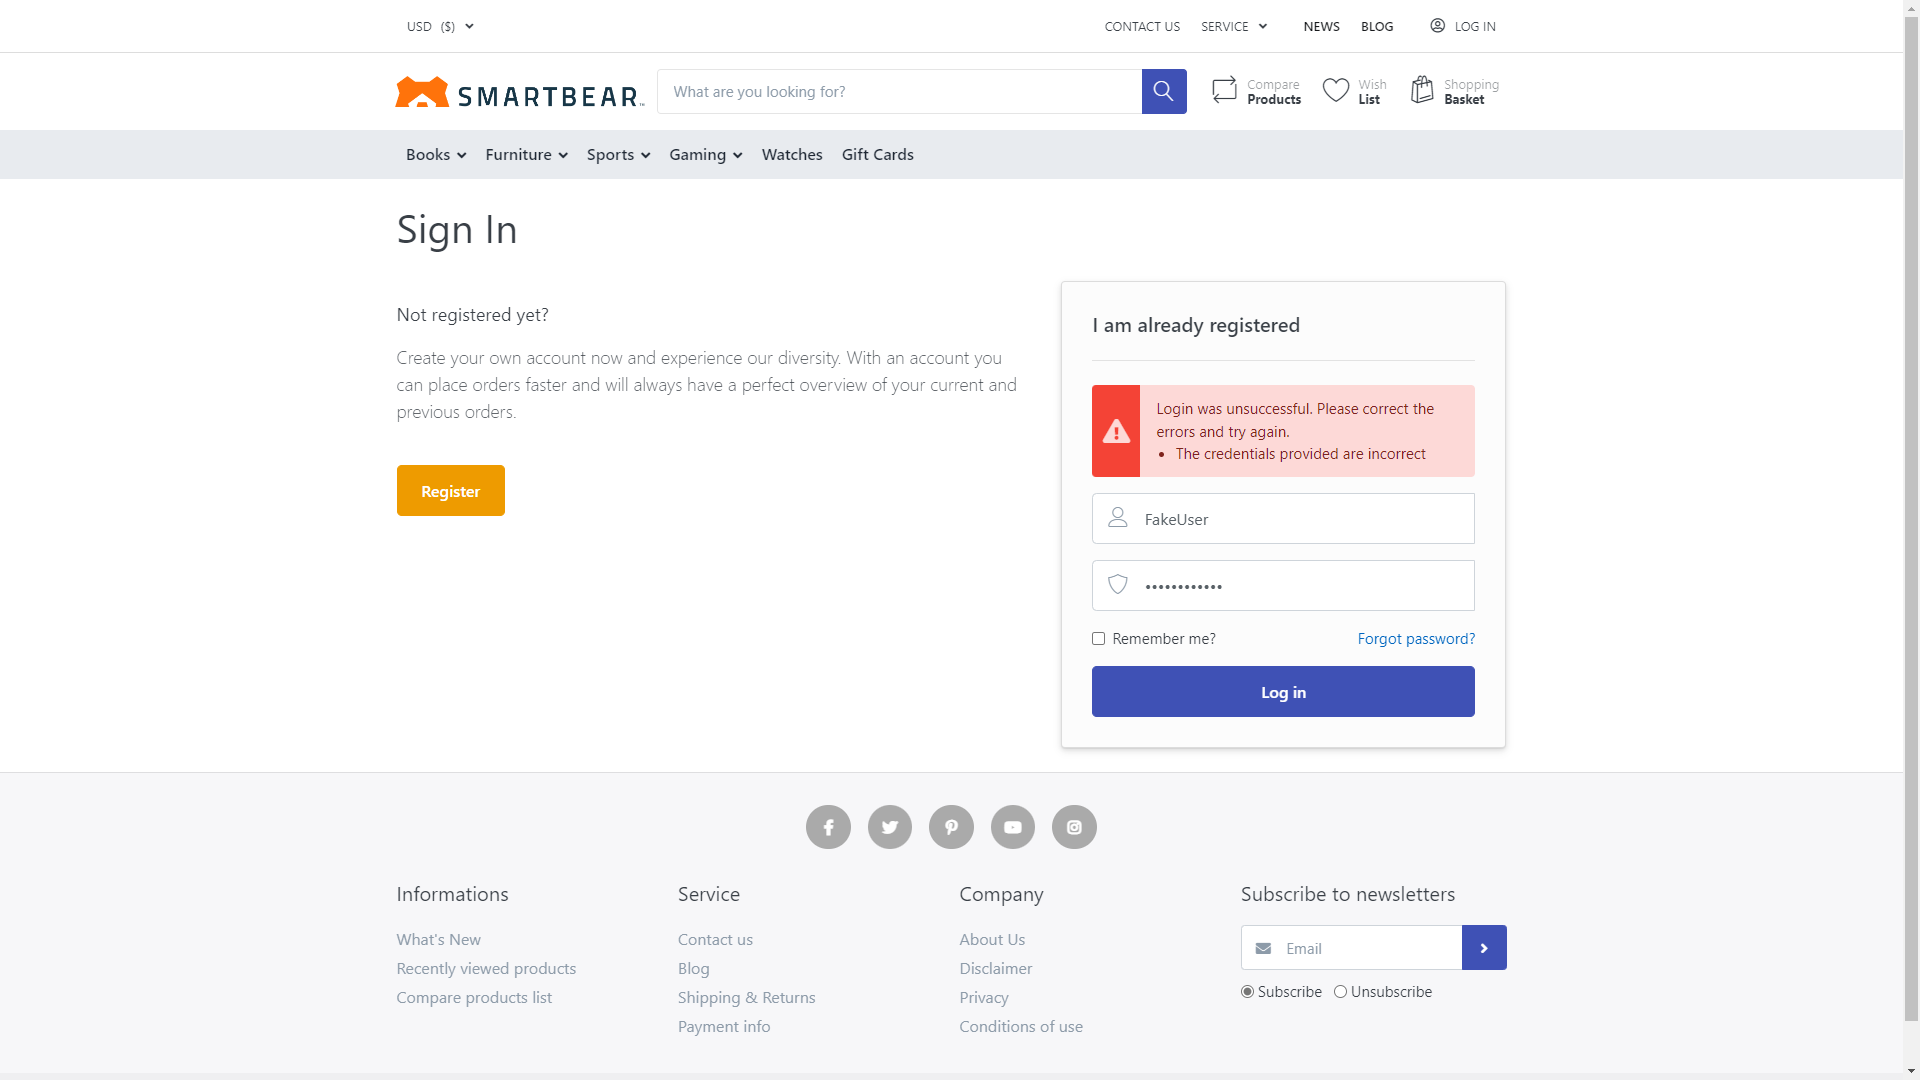 USD ($)
CONTACT US SERVICE NEWS BLOG LOG IN
SMARTBEAR™
What are you looking for?
Compare
Products
Wish
List
Shopping
Basket
Books Furniture Sports Gaming Watches Gift Cards
Sign In
Not registered yet?
Create your own account now and experience our diversity. With an account you
can place orders faster and will always have a perfect overview of your current and
previous orders.
Register
I am already registered
Login was unsuccessful. Please correct the
errors and try again.
• The credentials provided are incorrect
FakeUser
••••••••••••
Remember me? Forgot password?
Log in
Informations
What's New
Recently viewed products
Compare products list
Service
Contact us
Blog
Shipping & Returns
Payment info
Company
About Us
Disclaimer
Privacy
Conditions of use
Subscribe to newsletters
Email
Subscribe Unsubscribe